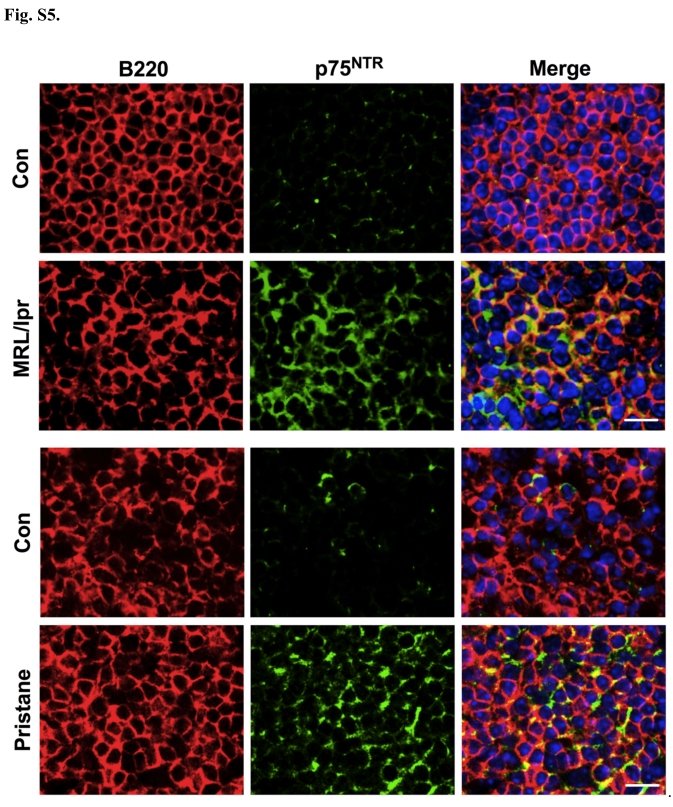 Fig. S5.
B220 p75NTR Merge
Con
MRL/lpr
Con
Pristane